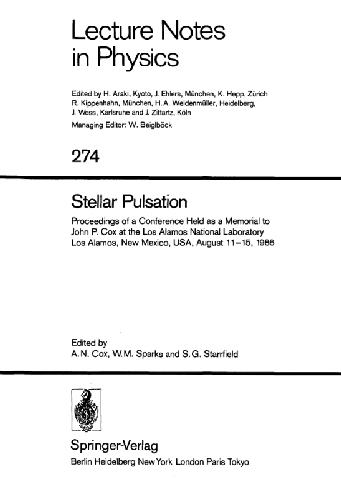 Lecture Notes
in Physics
Edited by H. Araki, Kyoto, J. Ehlers, München, K. Hepp, Zürich
R. Kippenhahn, München, H. A. Weidenmüller, Heidelberg,
J. Wess, Karlsruhe and J. Zittartz, Köln
Managing Editor: W. Beiglböck
274
Stellar Pulsation
Proceedings of a Conference Held as a Memorial to
John P. Cox at the Los Alamos National Laboratory
Los Alamos, New Mexico, USA, August 11–15, 1986
Edited by
A. N. Cox, W. M. Sparks and S. G. Starrfield
Springer-Verlag
Berlin Heidelberg New York London Paris Tokyo